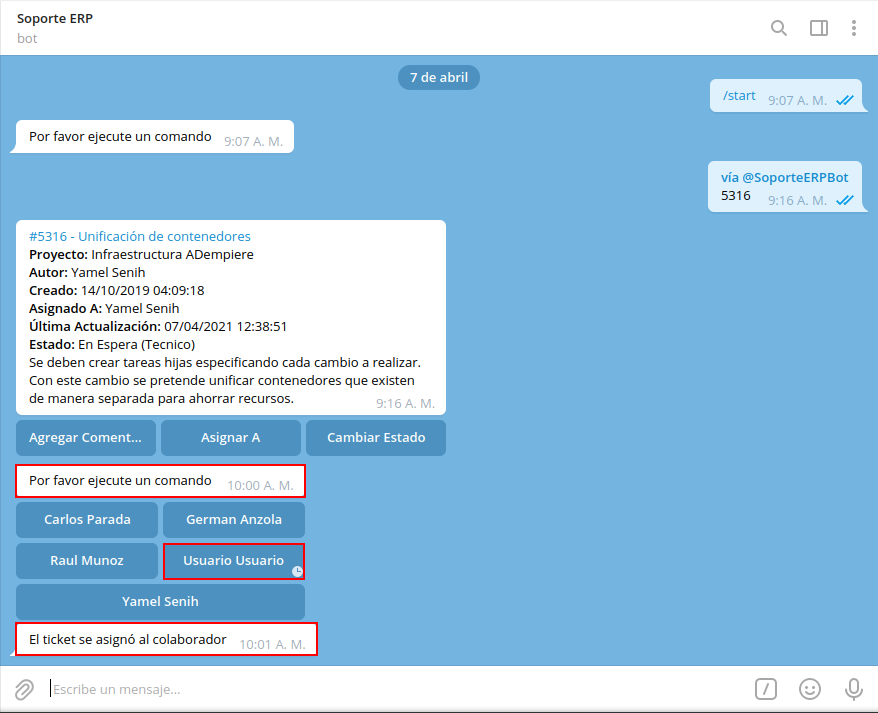 Soporte ERP
bot
7 de abril
/start 9:07 A. M.
Por favor ejecute un comando 9:07 A. M.
vía @SoporteERPBot
5316 9:16 A. M.
#5316 - Unificación de contenedores
Proyecto: Infraestructura ADempiere
Autor: Yamel Senih
Creado: 14/10/2019 04:09:18
Asignado A: Yamel Senih
Última Actualización: 07/04/2021 12:38:51
Estado: En Espera (Tecnico)
Se deben crear tareas hijas especificando cada cambio a realizar.
Con este cambio se pretende unificar contenedores que existen
de manera separada para ahorrar recursos. 9:16 A. M.
Agregar Coment... Asignar A Cambiar Estado
Por favor ejecute un comando 10:00 A. M.
Carlos Parada German Anzola
Raul Munoz Usuario Usuario
Yamel Senih
El ticket se asignó al colaborador 10:01 A. M.
Escribe un mensaje...